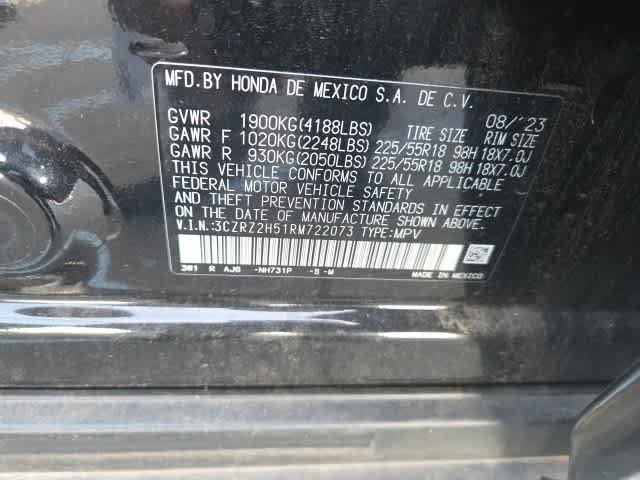 MFD.BY HONDA DE MEXICO S.A. DE C.V.
08/'23
GVWR 1900KG(4188LBS) TIRE SIZE RIM SIZE
GAWR F 1020KG(2248LBS) 225/55R18 98H 18X7.0J
GAWR R 930KG(2050LBS) 225/55R18 98H 18X7.0J
THIS VEHICLE CONFORMS TO ALL APPLICABLE
FEDERAL MOTOR VEHICLE SAFETY
AND THEFT PREVENTION STANDARDS IN EFFECT
ON THE DATE OF MANUFACTURE SHOWN ABOVE.
V.I.N.:3CZRZ2H51RM722073 TYPE:MPV
301 R AJG -NH731P -S -M MADE IN MEXICO